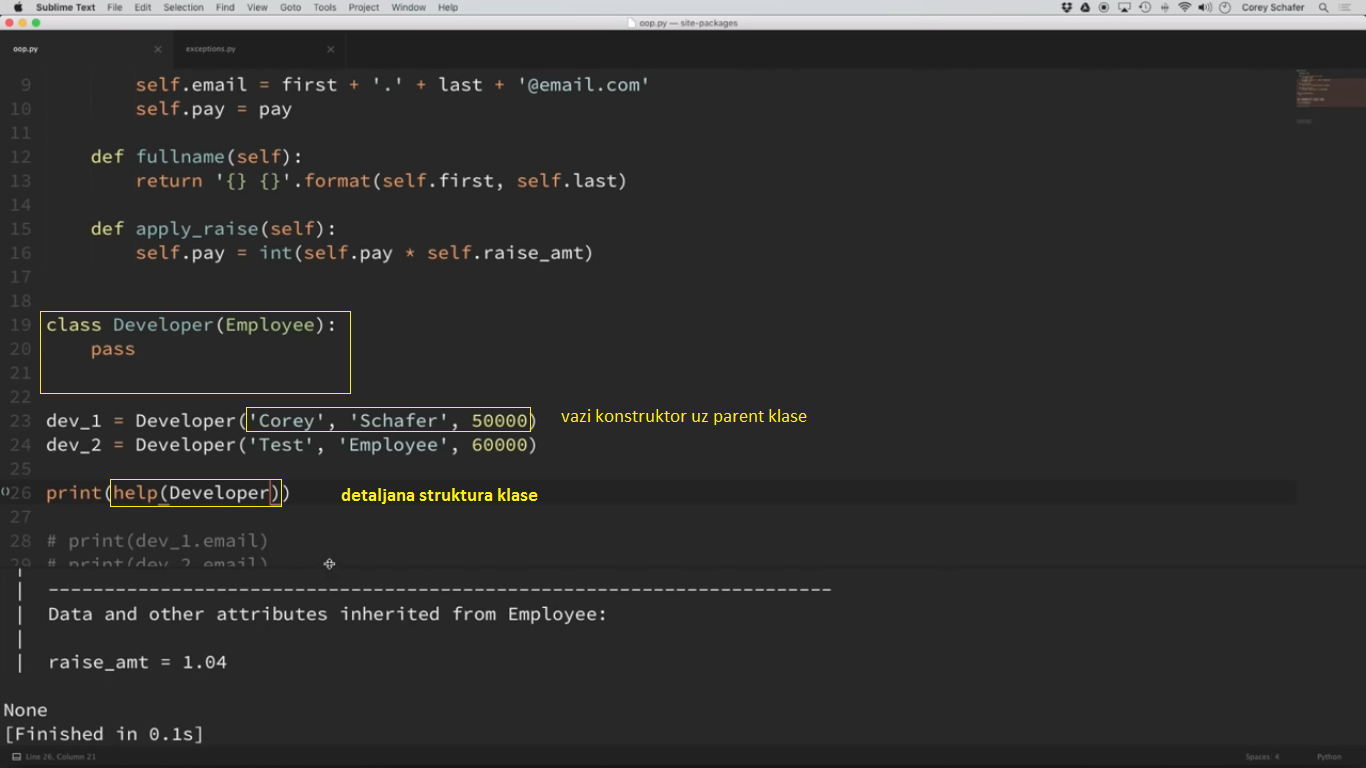 Sublime Text File Edit Selection Find View Goto Tools Project Window Help Corey Schafer
oop.py — site-packages
oop.py exceptions.py
9 self.email = first + '.' + last + '@email.com'
10 self.pay = pay
11
12 def fullname(self):
13 return '{} {}'.format(self.first, self.last)
14
15 def apply_raise(self):
16 self.pay = int(self.pay * self.raise_amt)
17
18
19 class Developer(Employee):
20 pass
21
22
23 dev_1 = Developer('Corey', 'Schafer', 50000) vazi konstruktor uz parent klase
24 dev_2 = Developer('Test', 'Employee', 60000)
25
26 print(help(Developer)) detaljana struktura klase
27
28 # print(dev_1.email)
29 # print(dev_2.email)
| --------------------------------------------------------------------
| Data and other attributes inherited from Employee:
|
| raise_amt = 1.04
None
[Finished in 0.1s]
Line 26, Column 21 Spaces: 4 Python